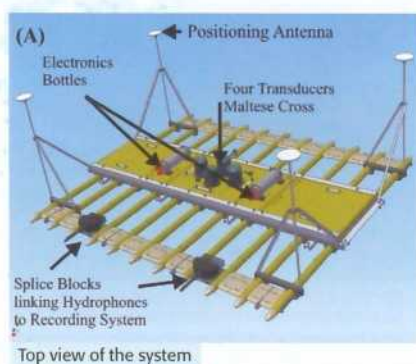 (A)
Positioning Antenna
Electronics
Bottles
Four Transducers
Maltese Cross
Splice Blocks
linking Hydrophones
to Recording System
Top view of the system